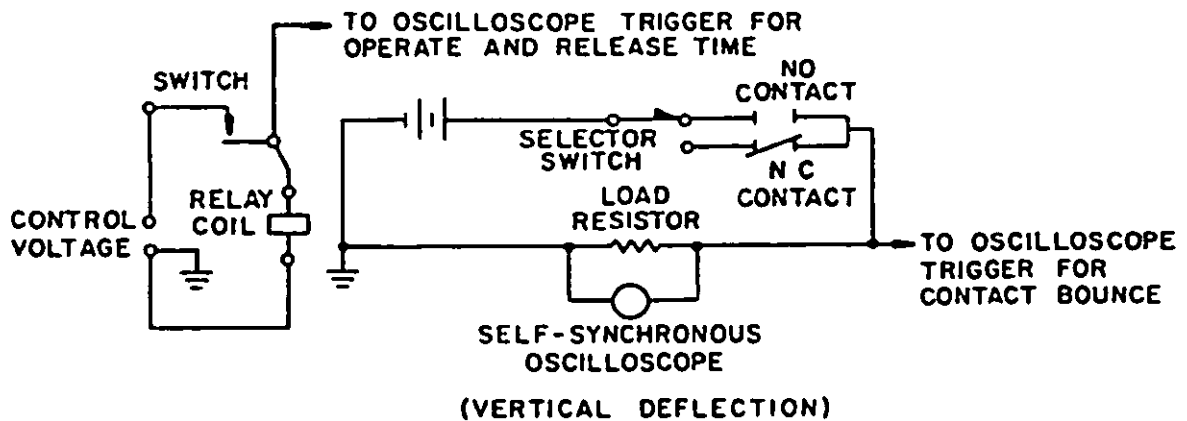 TO OSCILLOSCOPE TRIGGER FOR
OPERATE AND RELEASE TIME
SWITCH
NO
CONTACT
SELECTOR
SWITCH
N C
CONTACT
RELAY
COIL
LOAD
RESISTOR
CONTROL
VOLTAGE
TO OSCILLOSCOPE
TRIGGER FOR
CONTACT BOUNCE
SELF-SYNCHRONOUS
OSCILLOSCOPE
(VERTICAL DEFLECTION)